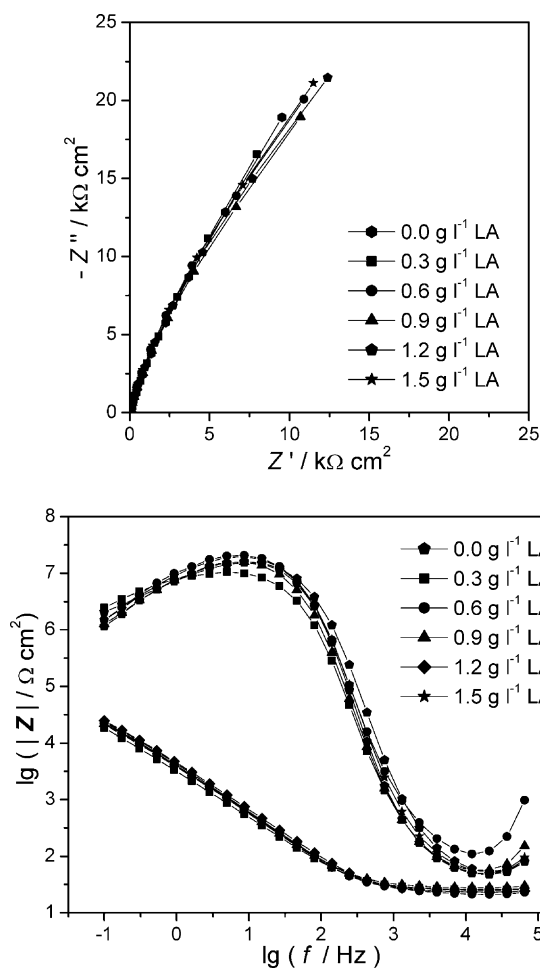 25
20
15
10
5
0
0 5 10 15 20 25
- Z'' / kΩ cm²
Z ' / kΩ cm²
0.0 g l⁻¹ LA
0.3 g l⁻¹ LA
0.6 g l⁻¹ LA
0.9 g l⁻¹ LA
1.2 g l⁻¹ LA
1.5 g l⁻¹ LA
8
7
6
5
4
3
2
1
-1 0 1 2 3 4 5
lg ( | Z | / Ω cm²)
lg ( f / Hz)
0.0 g l⁻¹ LA
0.3 g l⁻¹ LA
0.6 g l⁻¹ LA
0.9 g l⁻¹ LA
1.2 g l⁻¹ LA
1.5 g l⁻¹ LA